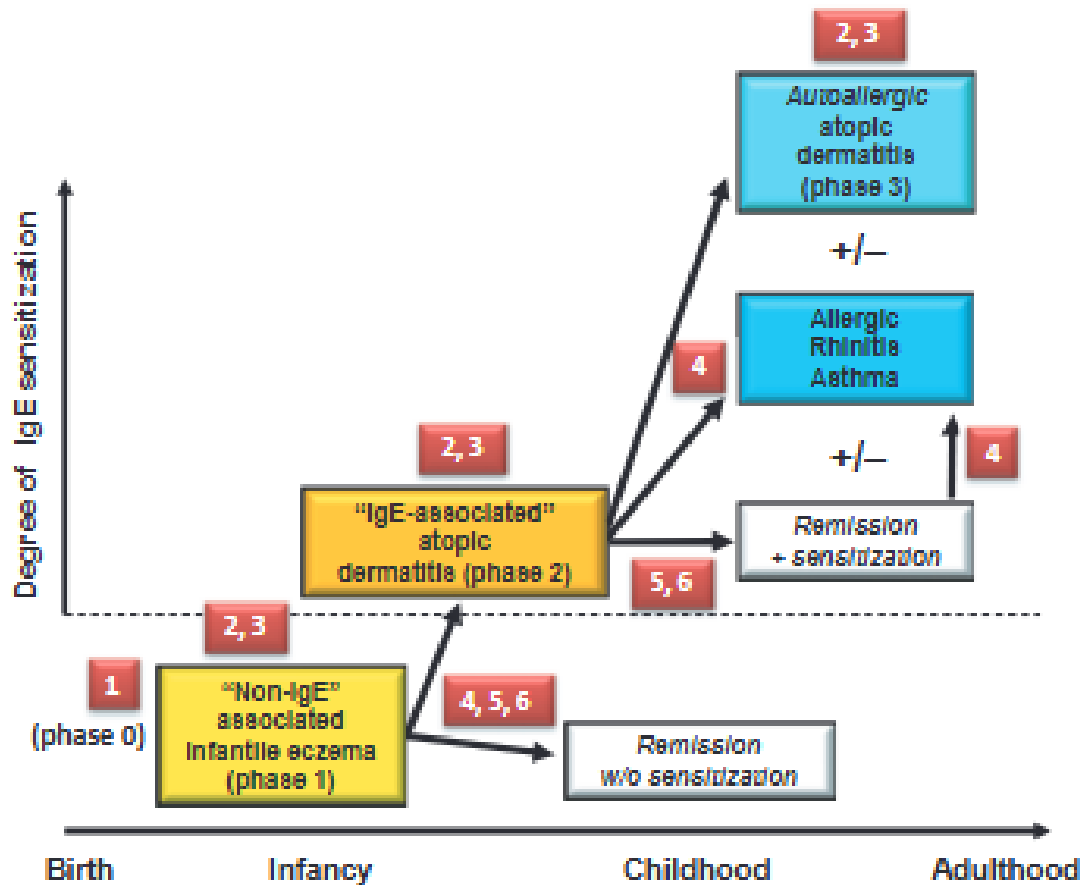 2, 3
Autoallergic
atopic
dermatitis
(phase 3)
+/–
Allergic
Rhinitis
Asthma
4
+/–
4
2, 3
"IgE-associated"
atopic
dermatitis (phase 2)
Remission
+ sensitization
5, 6
Degree of IgE sensitization
2, 3
1
(phase 0)
"Non-IgE"
associated
infantile eczema
(phase 1)
4, 5, 6
Remission
w/o sensitization
Birth
Infancy
Childhood
Adulthood